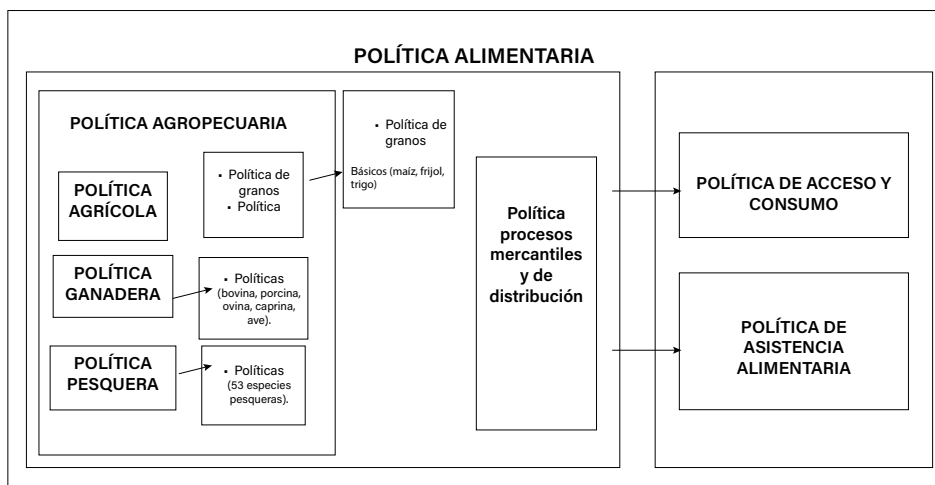 POLÍTICA ALIMENTARIA
POLÍTICA AGROPECUARIA
POLÍTICA
AGRÍCOLA
▪ Política de
granos
▪ Política
▪ Política de
granos
Básicos (maíz, frijol,
trigo)
POLÍTICA
GANADERA
▪ Políticas
(bovina, porcina,
ovina, caprina,
ave).
POLÍTICA
PESQUERA
▪ Políticas
(53 especies
pesqueras).
Política
procesos
mercantiles
y de
distribución
POLÍTICA DE ACCESO Y
CONSUMO
POLÍTICA DE
ASISTENCIA
ALIMENTARIA